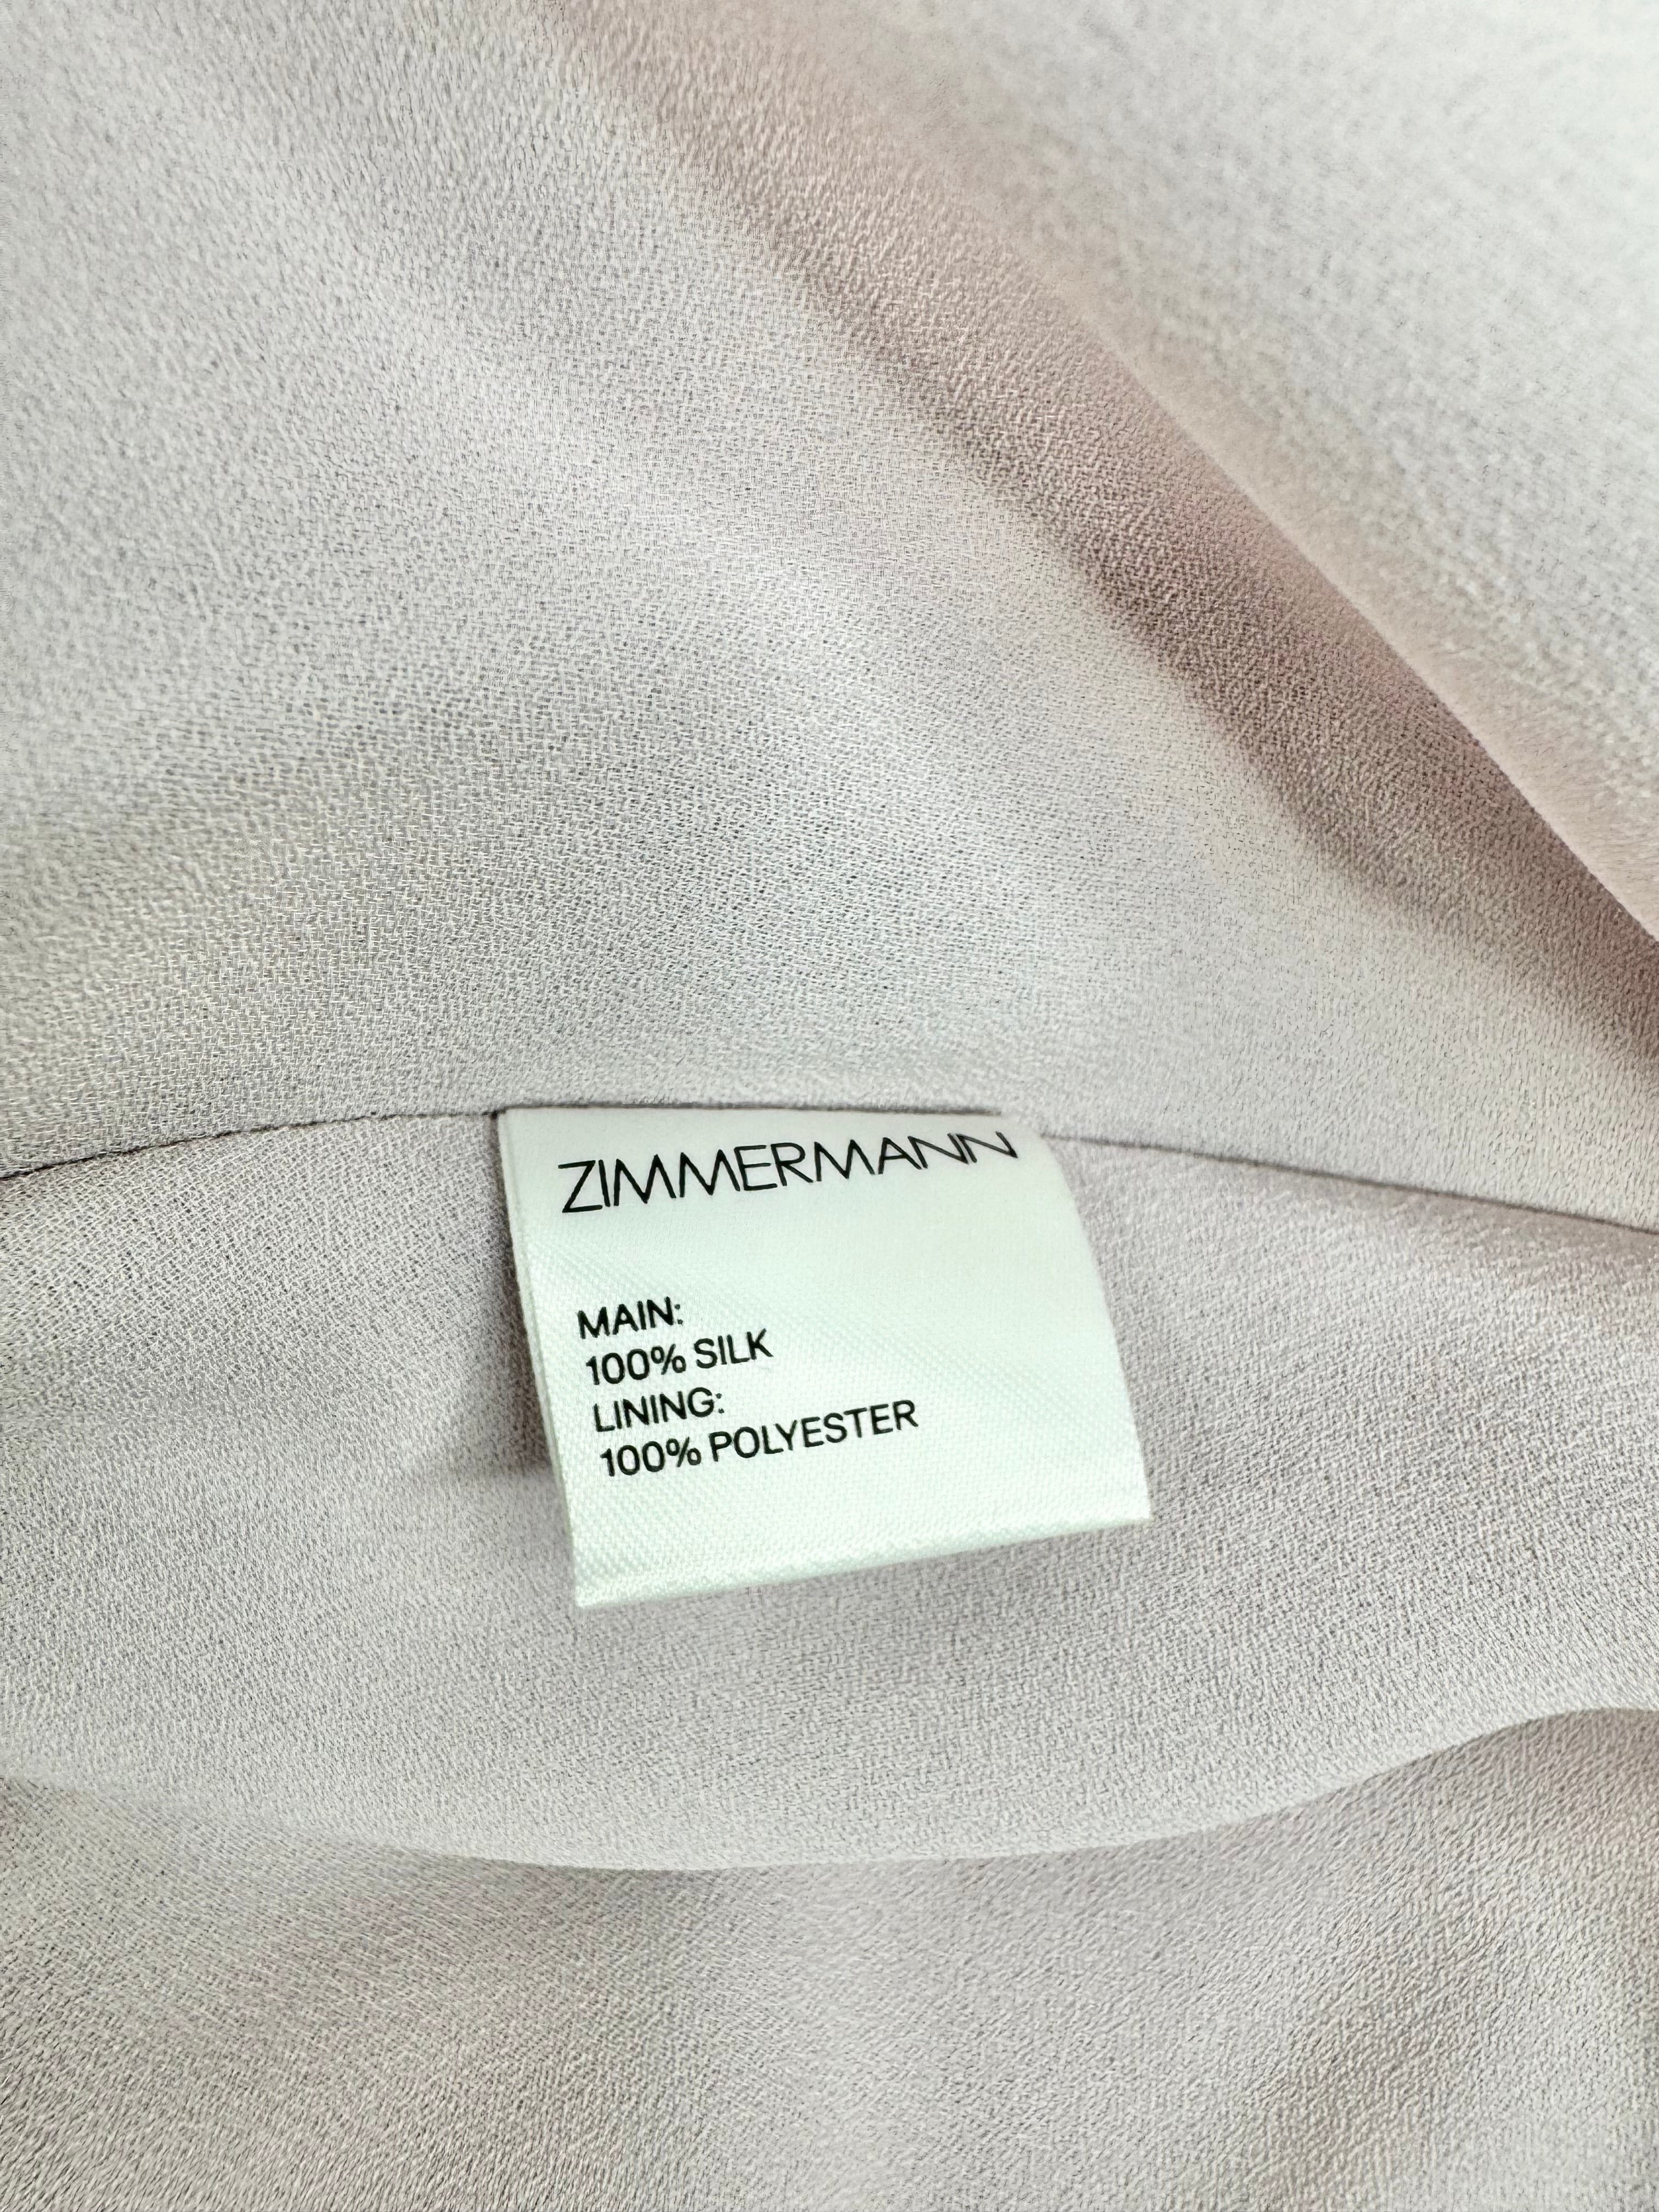 ZIMMERMANN
MAIN:
100% SILK
LINING:
100% POLYESTER